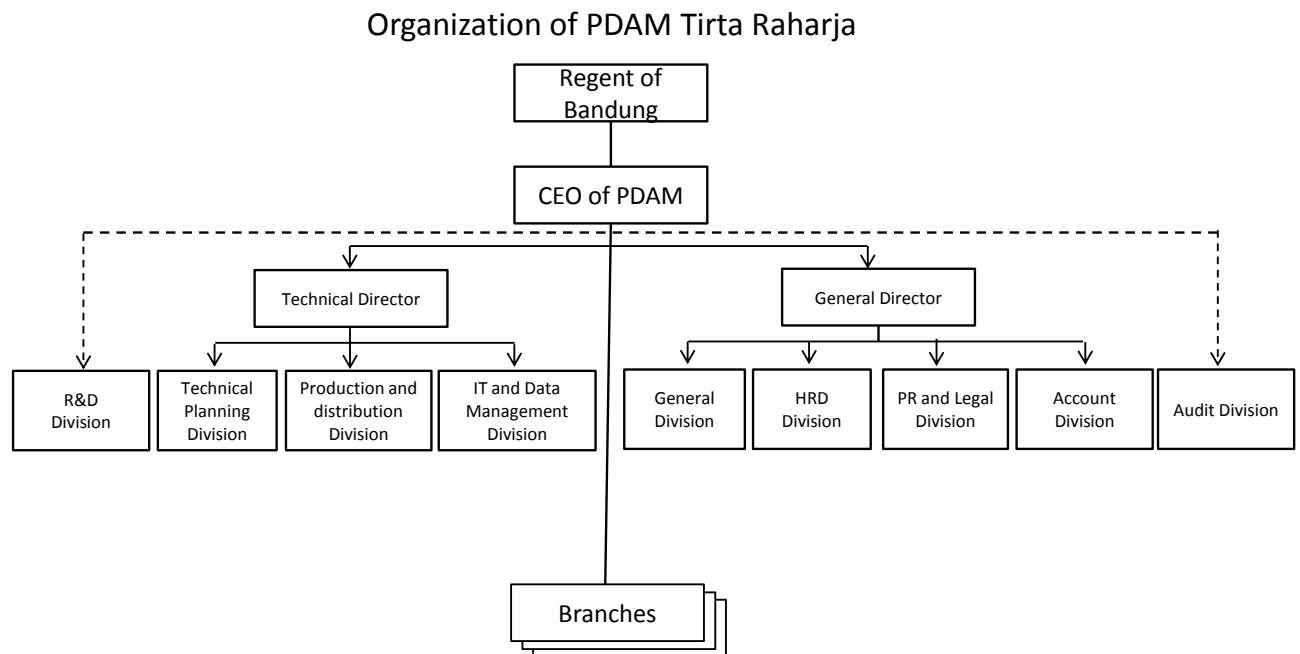 Organization of PDAM Tirta Raharja
Regent of
Bandung
CEO of PDAM
Technical Director
General Director
R&D
Division
Technical
Planning
Division
Production and
distribution
Division
IT and Data
Management
Division
General
Division
HRD
Division
PR and Legal
Division
Account
Division
Audit Division
Branches